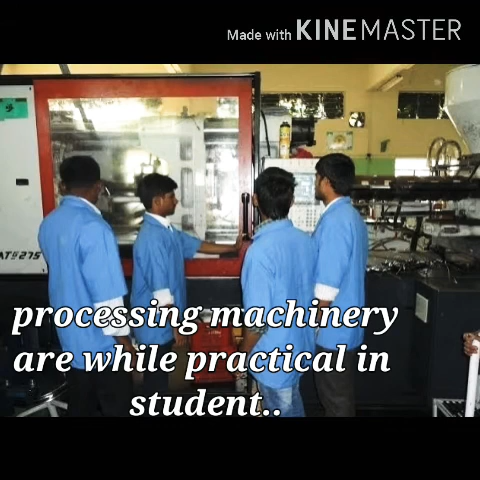 Made with KINEMASTER
processing machinery
are while practical in
student..